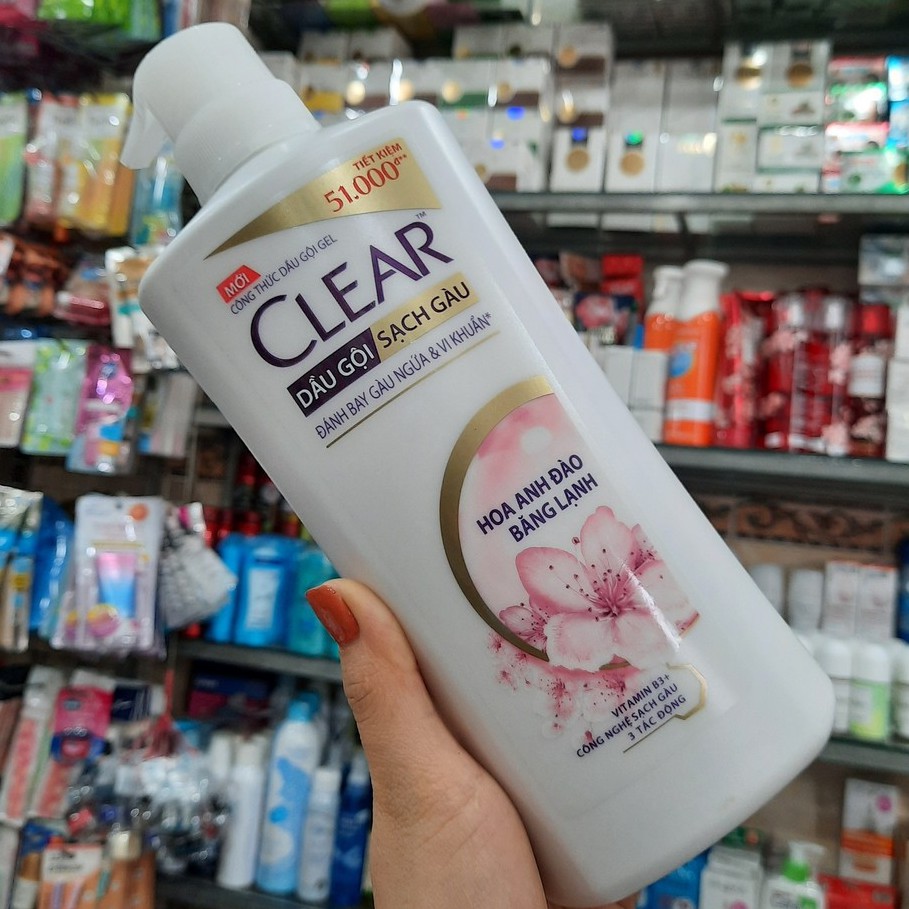 TIẾT KIỆM
51.000đ**
MỚI
CÔNG THỨC DẦU GỘI GEL
CLEAR™
DẦU GỘI SẠCH GÀU
ĐÁNH BAY GÀU NGỨA & VI KHUẨN*
HOA ANH ĐÀO
BĂNG LẠNH
VITAMIN B3+
CÔNG NGHỆ SẠCH GÀU
3 TÁC ĐỘNG